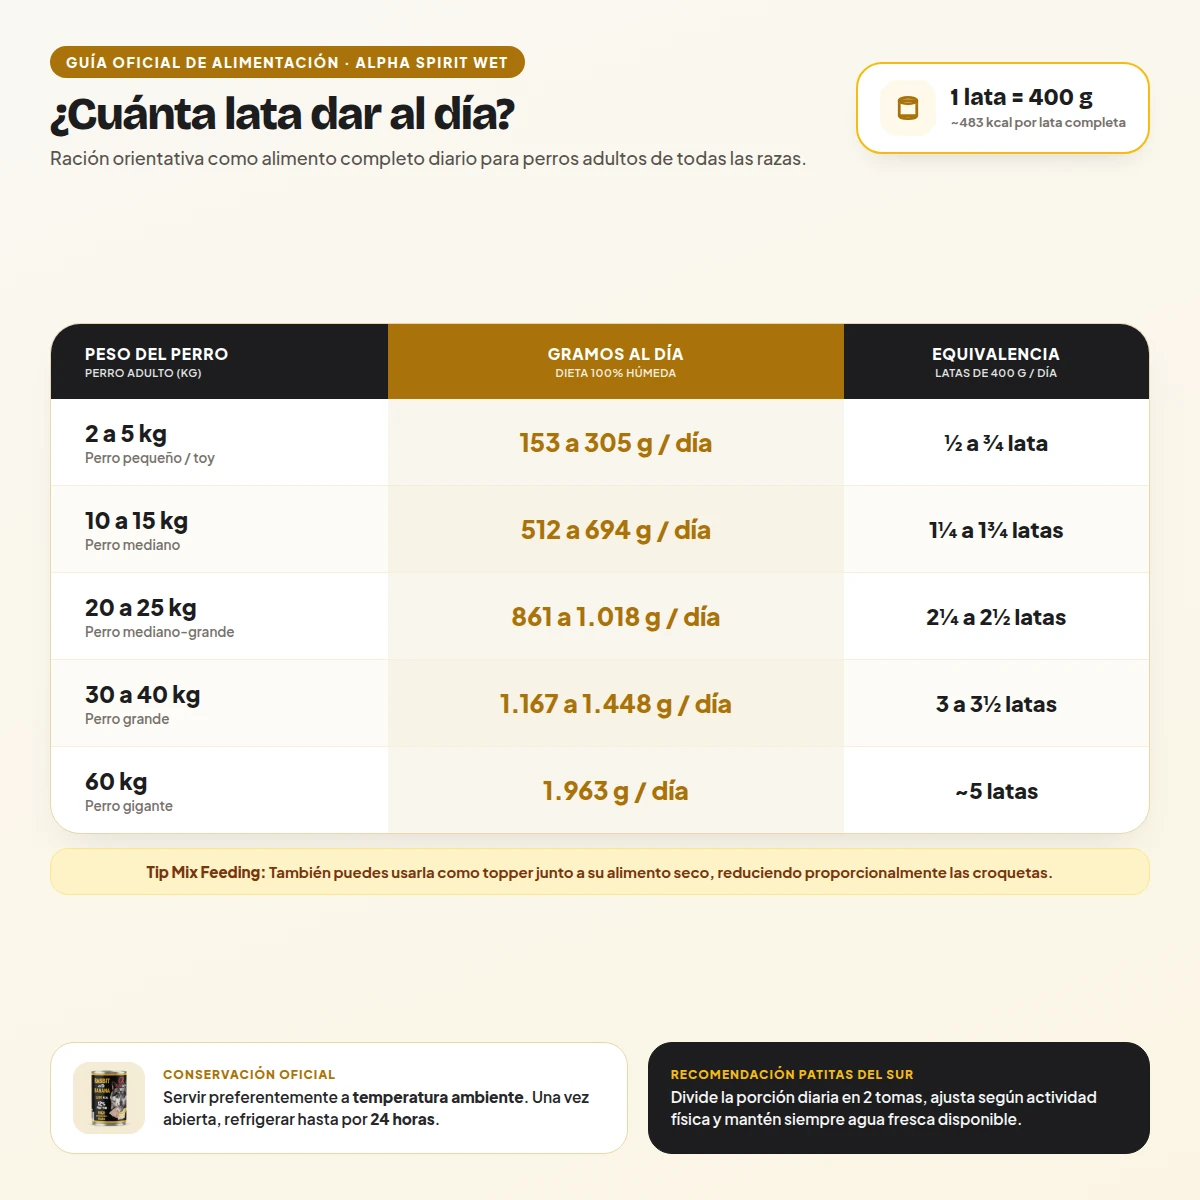 GUÍA OFICIAL DE ALIMENTACIÓN · ALPHA SPIRIT WET
¿Cuánta lata dar al día?
Ración orientativa como alimento completo diario para perros adultos de todas las razas.
1 lata = 400 g
~483 kcal por lata completa
PESO DEL PERRO
PERRO ADULTO (KG)
GRAMOS AL DÍA
DIETA 100% HÚMEDA
EQUIVALENCIA
LATAS DE 400 G / DÍA
2 a 5 kg
Perro pequeño / toy
153 a 305 g / día
½ a ¾ lata
10 a 15 kg
Perro mediano
512 a 694 g / día
1¼ a 1¾ latas
20 a 25 kg
Perro mediano-grande
861 a 1.018 g / día
2¼ a 2½ latas
30 a 40 kg
Perro grande
1.167 a 1.448 g / día
3 a 3½ latas
60 kg
Perro gigante
1.963 g / día
~5 latas
Tip Mix Feeding: También puedes usarla como topper junto a su alimento seco, reduciendo proporcionalmente las croquetas.
RABBIT
BANANA
CONSERVACIÓN OFICIAL
Servir preferentemente a temperatura ambiente. Una vez
abierta, refrigerar hasta por 24 horas.
RECOMENDACIÓN PATITAS DEL SUR
Divide la porción diaria en 2 tomas, ajusta según actividad
física y mantén siempre agua fresca disponible.